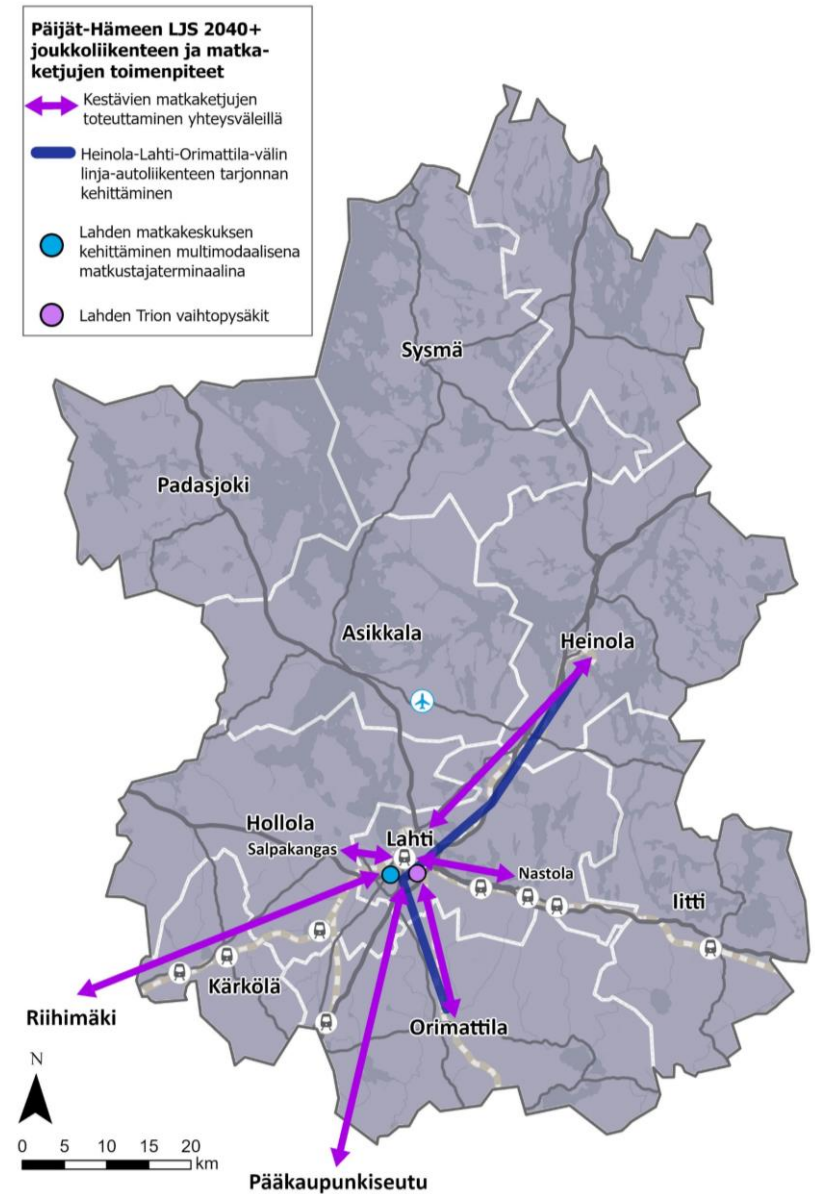 Päijät-Hämeen LJS 2040+
joukkoliikenteen ja matka-
ketjujen toimenpiteet
Kestävien matkaketjujen
toteuttaminen yhteysväleillä
Heinola-Lahti-Orimattila-välin
linja-autoliikenteen tarjonnan
kehittäminen
Lahden matkakeskuksen
kehittäminen multimodaalisena
matkustajaterminaalina
Lahden Trion vaihtopysäkit
Sysmä
Padasjoki
Asikkala
Heinola
Hollola
Lahti
Salpakangas
Nastola
Iitti
Kärkölä
Riihimäki
Orimattila
N
0 5 10 15 20
km
Pääkaupunkiseutu